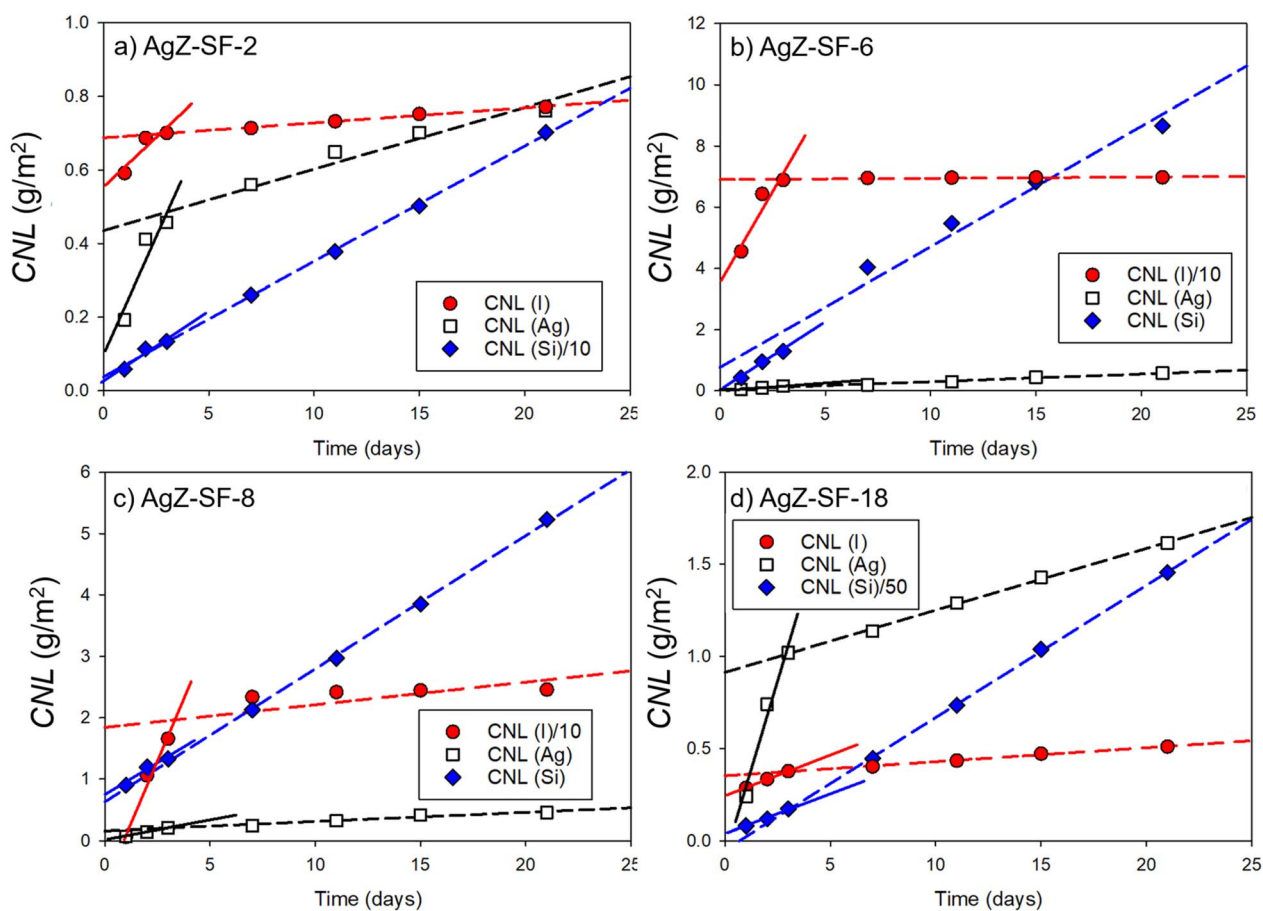 a) AgZ-SF-2
1.0
0.8
0.6
0.4
0.2
0.0
CNL (g/m²)
CNL (I)
CNL (Ag)
CNL (Si)/10
0 5 10 15 20 25
Time (days)
b) AgZ-SF-6
12
10
8
6
4
2
0
CNL (g/m²)
CNL (I)/10
CNL (Ag)
CNL (Si)
0 5 10 15 20 25
Time (days)
c) AgZ-SF-8
6
5
4
3
2
1
0
CNL (g/m²)
CNL (I)/10
CNL (Ag)
CNL (Si)
0 5 10 15 20 25
Time (days)
d) AgZ-SF-18
2.0
1.5
1.0
0.5
0.0
CNL (g/m²)
CNL (I)
CNL (Ag)
CNL (Si)/50
0 5 10 15 20 25
Time (days)